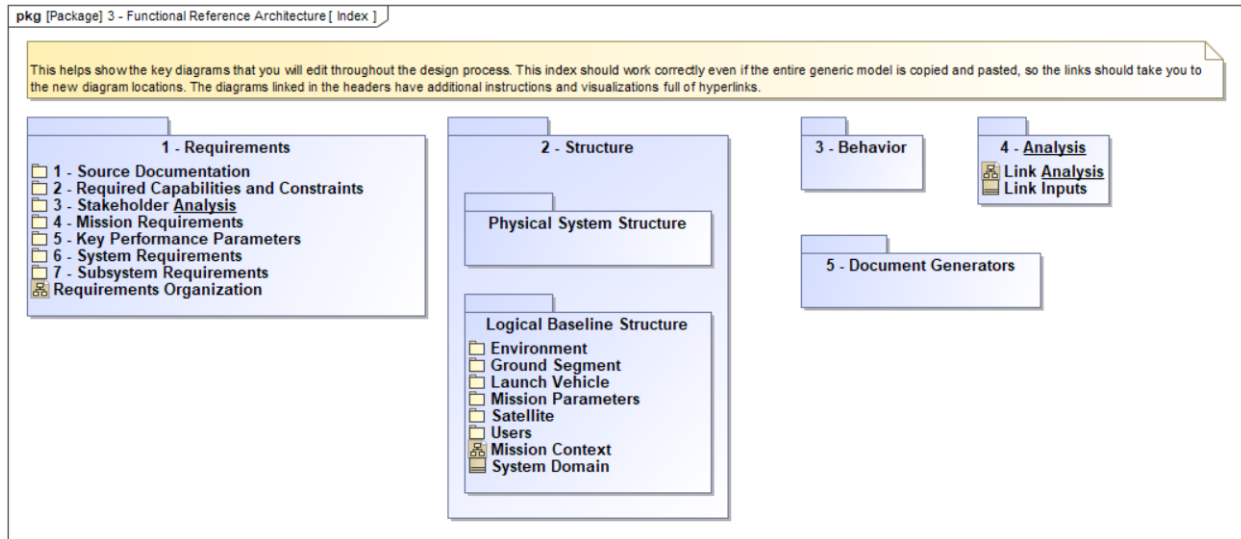 pkg [Package] 3 - Functional Reference Architecture [ Index ]
This helps show the key diagrams that you will edit throughout the design process. This index should work correctly even if the entire generic model is copied and pasted, so the links should take you to
the new diagram locations. The diagrams linked in the headers have additional instructions and visualizations full of hyperlinks.
1 - Requirements
1 - Source Documentation
2 - Required Capabilities and Constraints
3 - Stakeholder Analysis
4 - Mission Requirements
5 - Key Performance Parameters
6 - System Requirements
7 - Subsystem Requirements
Requirements Organization
2 - Structure
Physical System Structure
Logical Baseline Structure
Environment
Ground Segment
Launch Vehicle
Mission Parameters
Satellite
Users
Mission Context
System Domain
3 - Behavior
4 - Analysis
Link Analysis
Link Inputs
5 - Document Generators